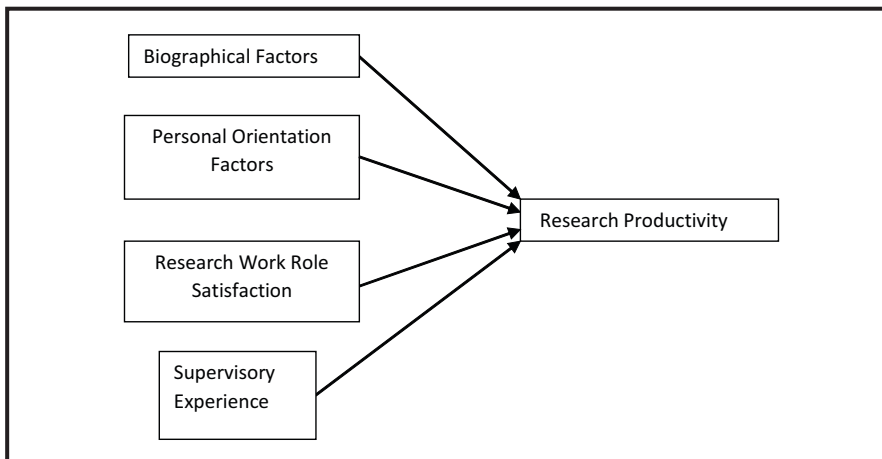 Biographical Factors
Personal Orientation
Factors
Research Productivity
Research Work Role
Satisfaction
Supervisory
Experience